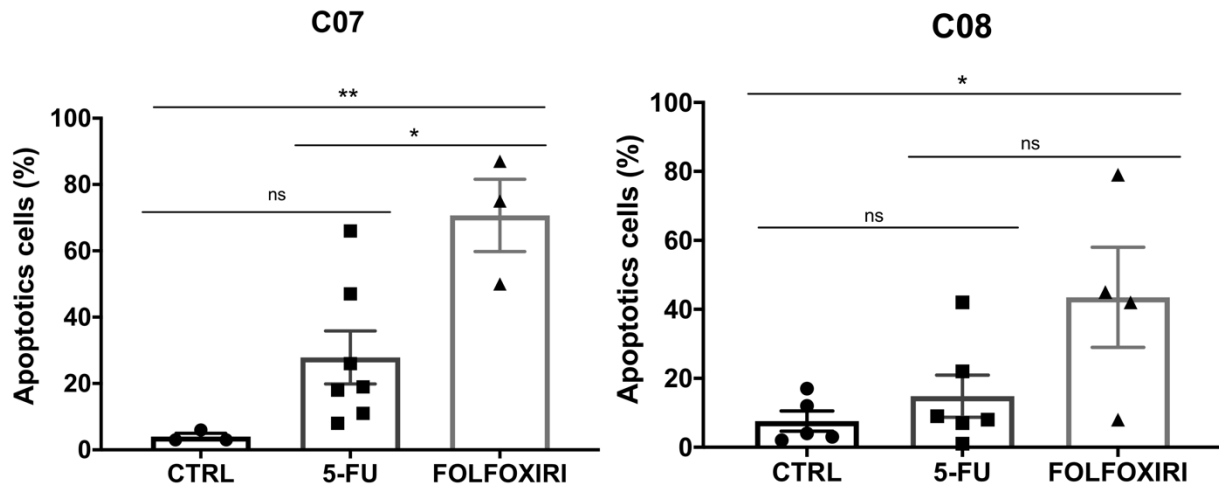 C07
**
*
ns
100
80
60
40
20
0
Apoptotics cells (%)
CTRL
5-FU
FOLFOXIRI
C08
*
ns
ns
100
80
60
40
20
0
Apoptotics cells (%)
CTRL
5-FU
FOLFOXIRI